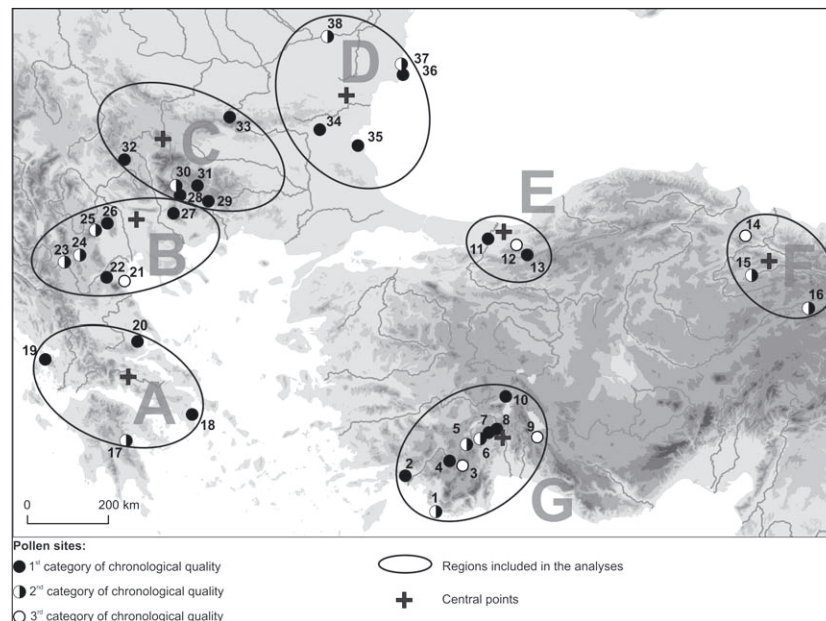 38
D
37
36
33
34
35
C
32
30
31
28
29
27
E
14
25
26
11
12
13
F
24
23
B
15
22
21
16
20
19
10
A
7
8
5
9
18
6
17
4
3
2
G
1
0
200 km
Pollen sites:
1st category of chronological quality
Regions included in the analyses
2nd category of chronological quality
Central points
3rd category of chronological quality